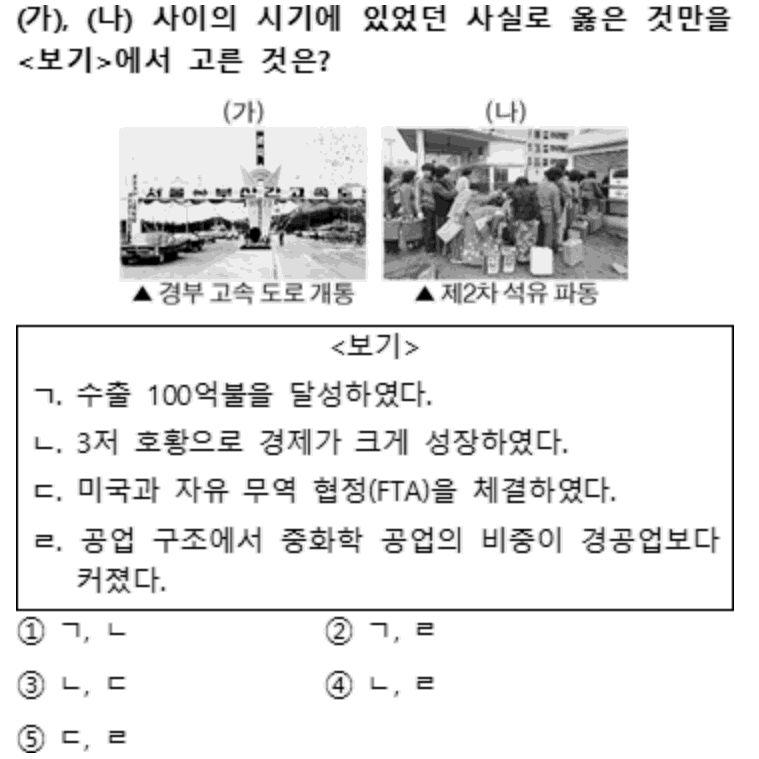 (가), (나) 사이의 시기에 있었던 사실로 옳은 것만을
<보기>에서 고른 것은?
(가) (나)
▲ 경부 고속 도로 개통 ▲ 제2차 석유 파동
<보기>
ㄱ. 수출 100억불을 달성하였다.
ㄴ. 3저 호황으로 경제가 크게 성장하였다.
ㄷ. 미국과 자유 무역 협정(FTA)을 체결하였다.
ㄹ. 공업 구조에서 중화학 공업의 비중이 경공업보다
커졌다.
① ㄱ, ㄴ ② ㄱ, ㄹ
③ ㄴ, ㄷ ④ ㄴ, ㄹ
⑤ ㄷ, ㄹ